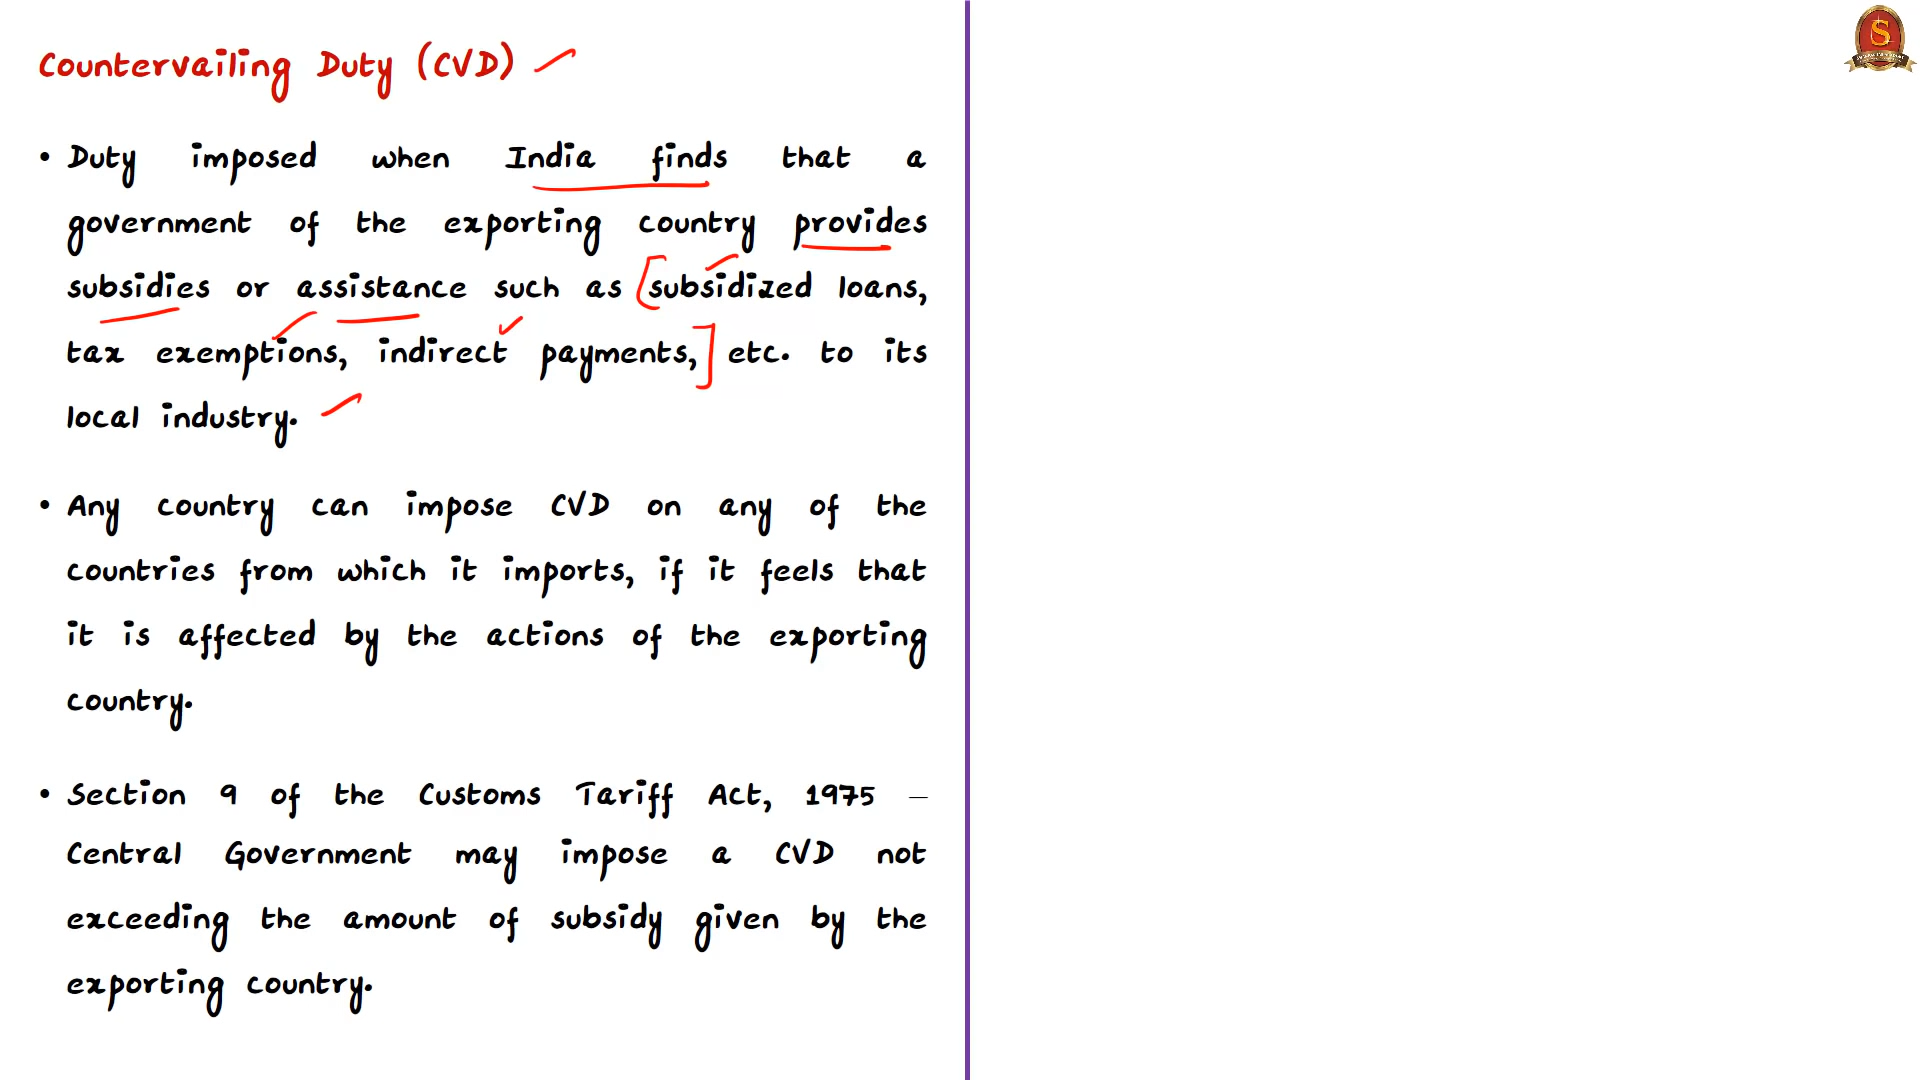 Countervailing Duty (CVD)
• Duty imposed when India finds that a
government of the exporting country provides
subsidies or assistance such as subsidized loans,
tax exemptions, indirect payments, etc. to its
local industry.
• Any country can impose CVD on any of the
countries from which it imports, if it feels that
it is affected by the actions of the exporting
country.
• Section 9 of the Customs Tariff Act, 1975 –
Central Government may impose a CVD not
exceeding the amount of subsidy given by the
exporting country.
S